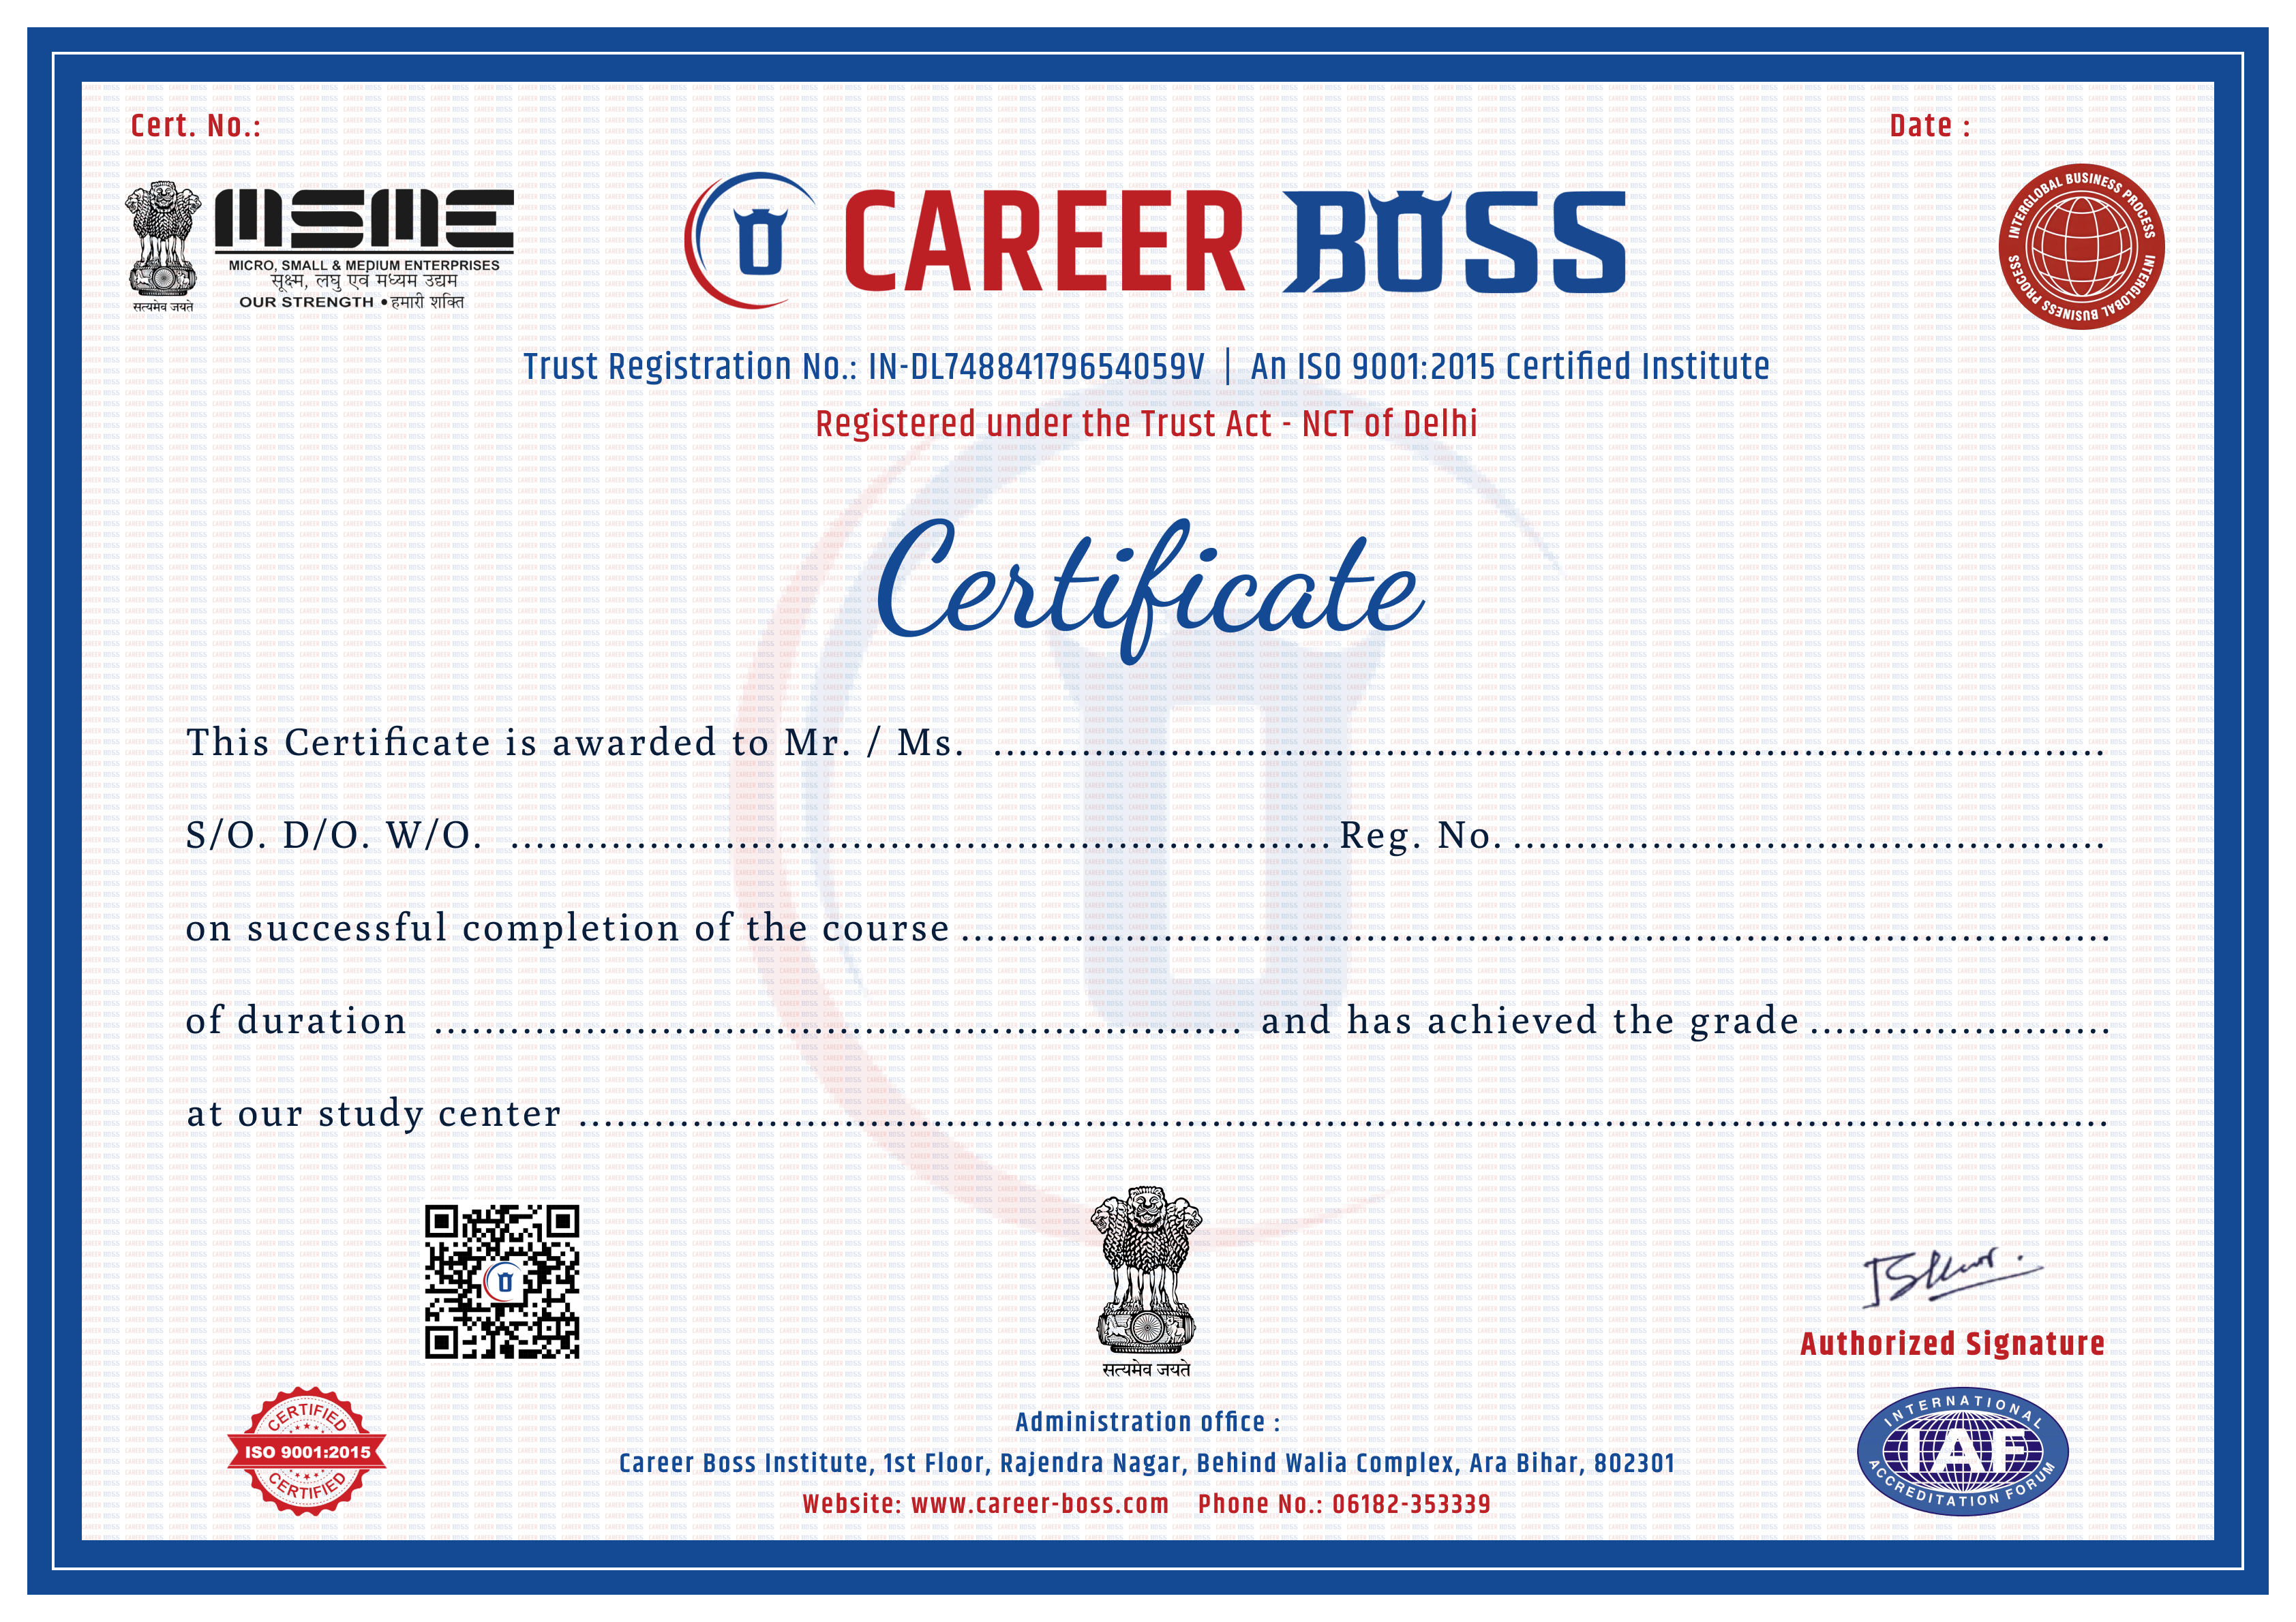 Cert. No.:
Date :
MSME
MICRO, SMALL & MEDIUM ENTERPRISES
सूक्ष्म, लघु एवं मध्यम उद्यम
OUR STRENGTH • हमारी शक्ति
सत्यमेव जयते
CAREER BOSS
INTERGLOBAL BUSINESS PROCESS
INTERGLOBAL BUSINESS PROCESS
Trust Registration No.: IN-DL74884179654059V | An ISO 9001:2015 Certified Institute
Registered under the Trust Act - NCT of Delhi
Certificate
This Certificate is awarded to Mr. / Ms.
S/O. D/O. W/O. Reg. No.
on successful completion of the course
of duration and has achieved the grade
at our study center
सत्यमेव जयते
Authorized Signature
CERTIFIED
ISO 9001:2015
CERTIFIED
Administration office :
Career Boss Institute, 1st Floor, Rajendra Nagar, Behind Walia Complex, Ara Bihar, 802301
Website: www.career-boss.com Phone No.: 06182-353339
INTERNATIONAL
IAF
ACCREDITATION FORUM